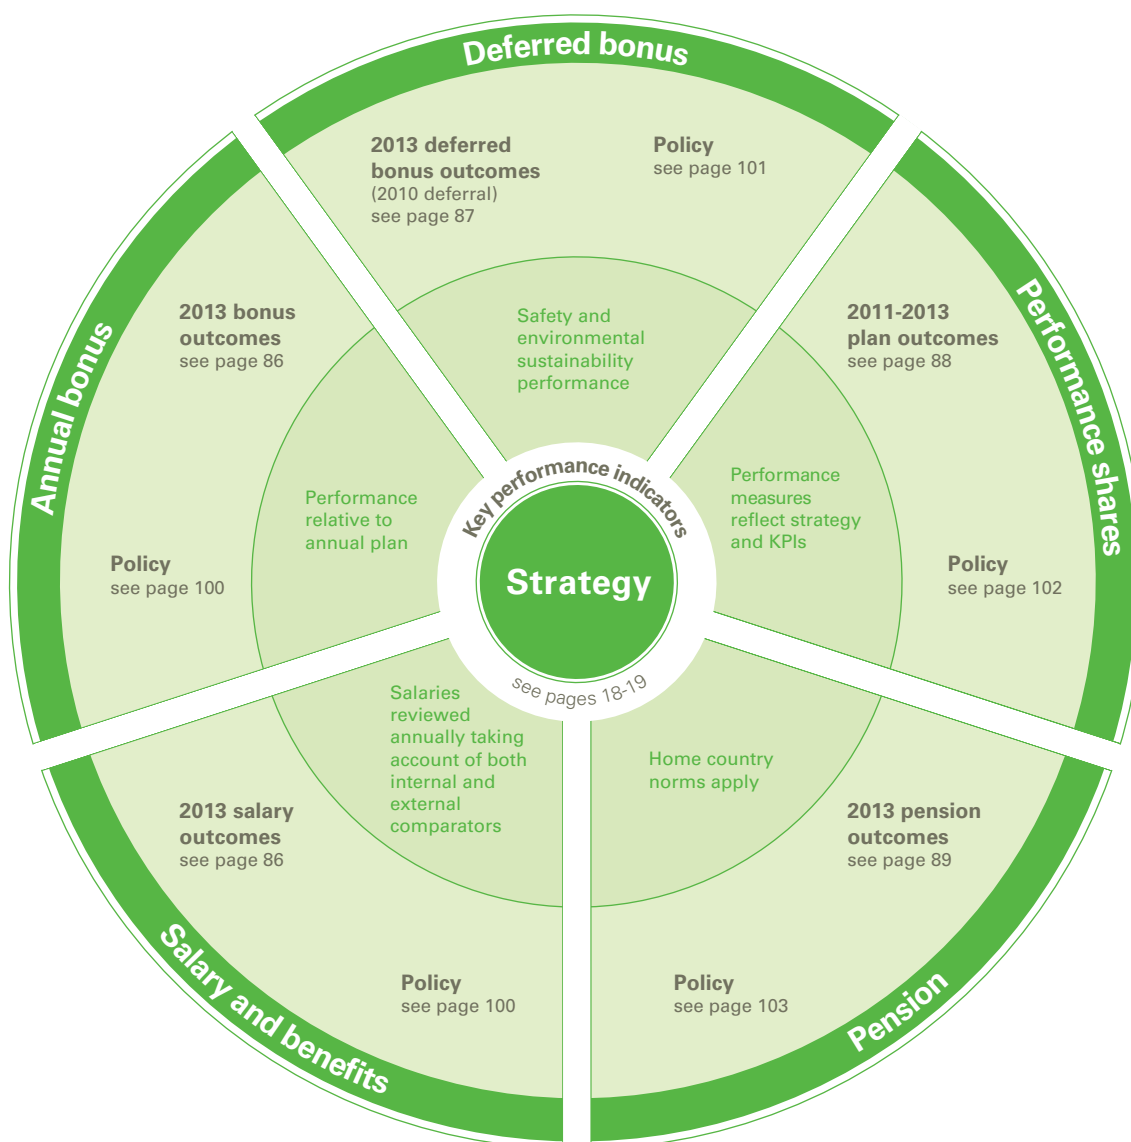 Deferred bonus
2013 deferred
bonus outcomes
(2010 deferral)
see page 87
Policy
see page 101
Safety and
environmental
sustainability
performance
Performance shares
2011-2013
plan outcomes
see page 88
Performance
measures
reflect strategy
and KPIs
Policy
see page 102
Pension
Home country
norms apply
2013 pension
outcomes
see page 89
Policy
see page 103
Salary and benefits
Salaries
reviewed
annually taking
account of both
internal and
external
comparators
2013 salary
outcomes
see page 86
Policy
see page 100
Annual bonus
2013 bonus
outcomes
see page 86
Performance
relative to
annual plan
Policy
see page 100
Key performance indicators
Strategy
see pages 18-19